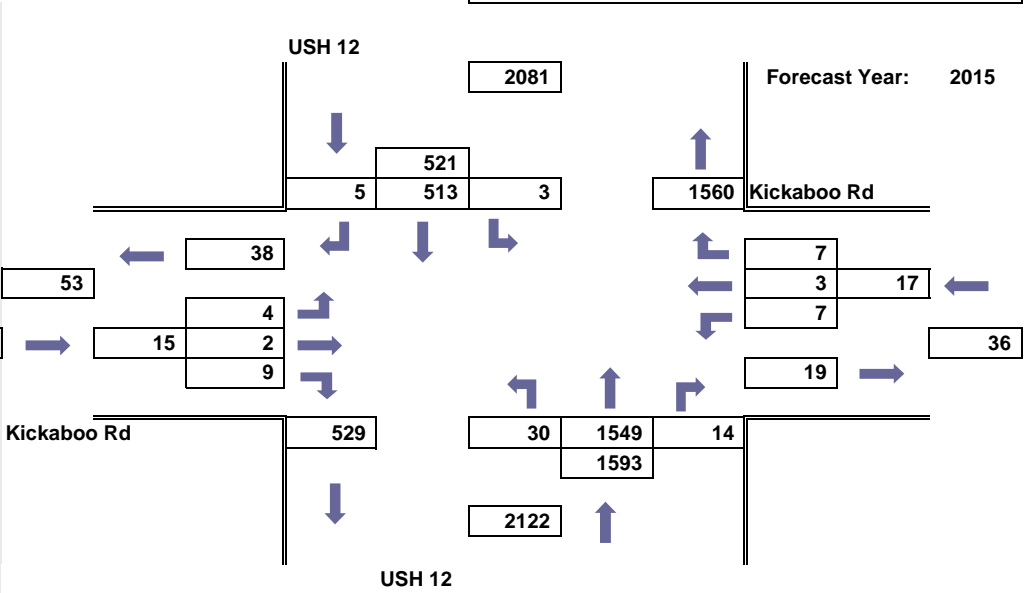 USH 12
2081
Forecast Year: 2015
521
5 513 3 1560 Kickaboo Rd
38 7
53 3 17
4 7
15 2 36
9 19
Kickaboo Rd 529 30 1549 14
1593
2122
USH 12